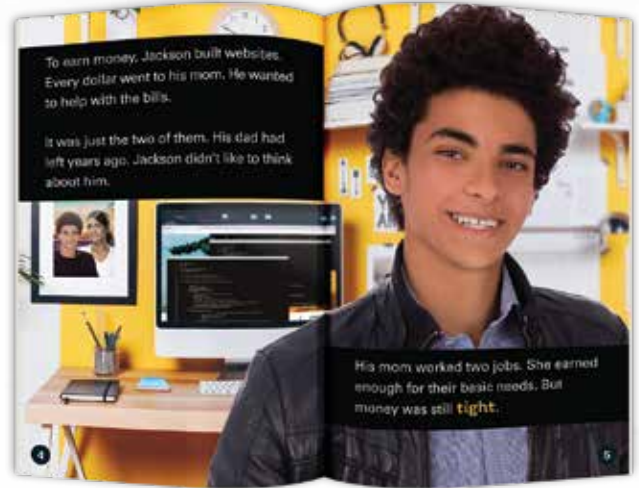 To earn money, Jackson built websites.
Every dollar went to his mom. He wanted
to help with the bills.
It was just the two of them. His dad had
left years ago. Jackson didn't like to think
about him.
4
His mom worked two jobs. She earned
enough for their basic needs. But
money was still tight.
5